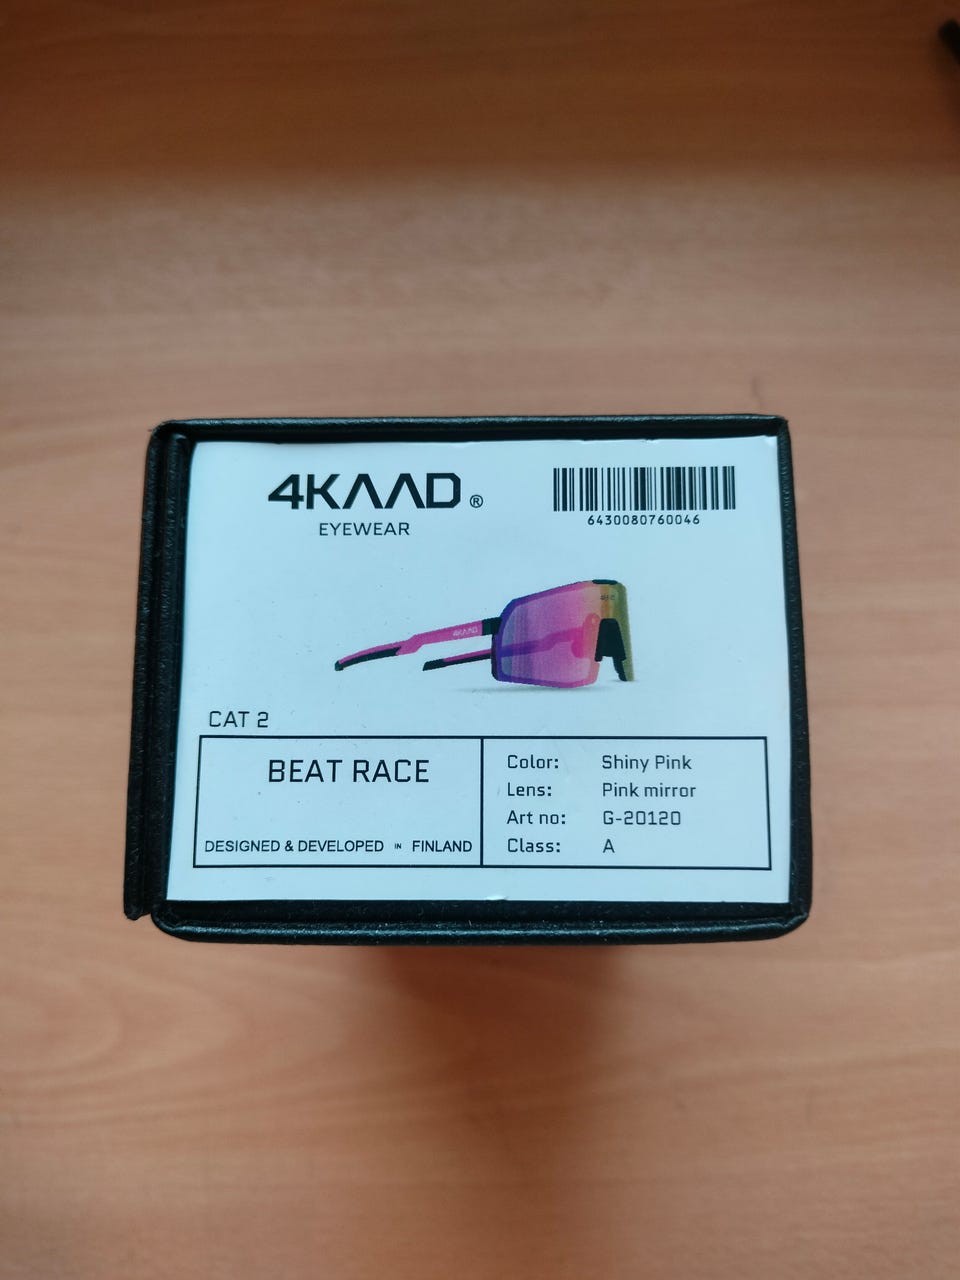 4KAAD®
EYEWEAR
6430080760046
4KAAD
CAT 2
BEAT RACE
DESIGNED & DEVELOPED IN FINLAND
Color: Shiny Pink
Lens: Pink mirror
Art no: G-20120
Class: A